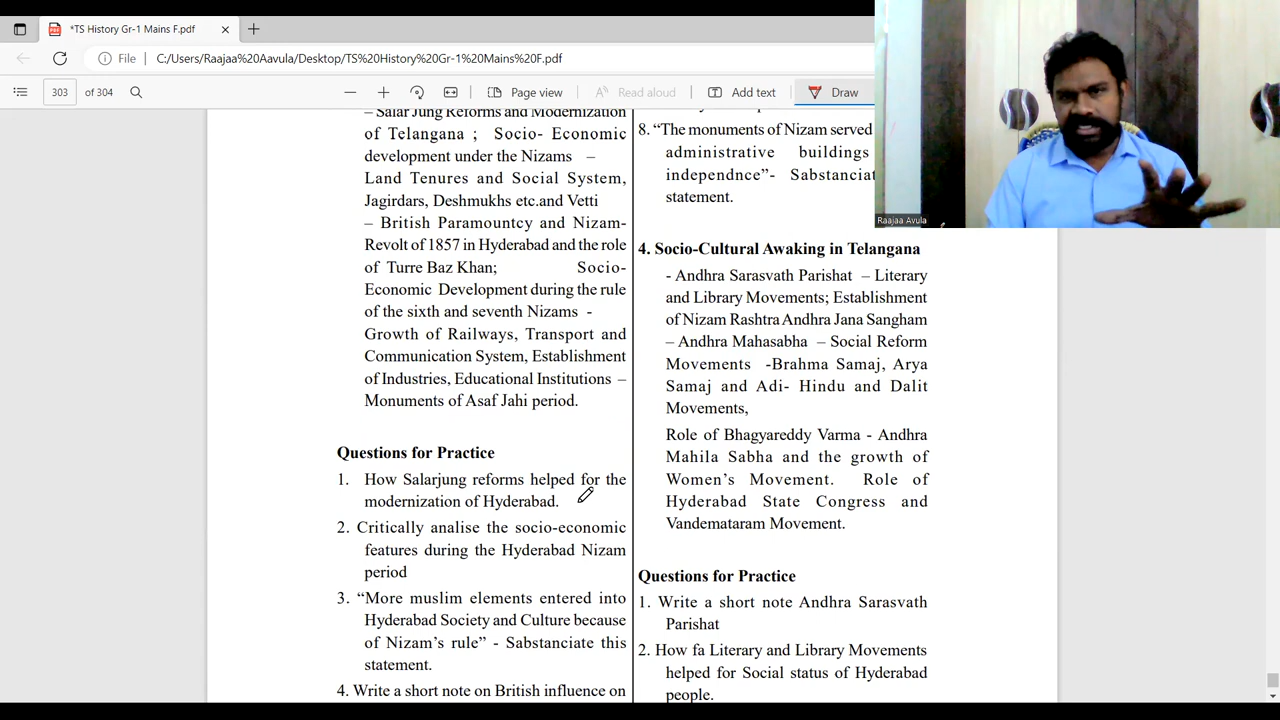 *TS History Gr-1 Mains F.pdf
File
C:/Users/Raajaa%20Aavula/Desktop/TS%20History%20Gr-1%20Mains%20F.pdf
303 of 304
Page view
Read aloud
Add text
Draw
Raajaa Avula
– Salar Jung Reforms and Modernization
of Telangana ; Socio- Economic
development under the Nizams –
Land Tenures and Social System,
Jagirdars, Deshmukhs etc.and Vetti
– British Paramountcy and Nizam-
Revolt of 1857 in Hyderabad and the role
of Turre Baz Khan; Socio-
Economic Development during the rule
of the sixth and seventh Nizams -
Growth of Railways, Transport and
Communication System, Establishment
of Industries, Educational Institutions –
Monuments of Asaf Jahi period.
Questions for Practice
1. How Salarjung reforms helped for the
modernization of Hyderabad.
2. Critically analise the socio-economic
features during the Hyderabad Nizam
period
3. “More muslim elements entered into
Hyderabad Society and Culture because
of Nizam’s rule” - Sabstanciate this
statement.
4. Write a short note on British influence on
8. “The monuments of Nizam served
administrative buildings
independnce”- Sabstanciat
statement.
4. Socio-Cultural Awaking in Telangana
- Andhra Sarasvath Parishat – Literary
and Library Movements; Establishment
of Nizam Rashtra Andhra Jana Sangham
– Andhra Mahasabha – Social Reform
Movements -Brahma Samaj, Arya
Samaj and Adi- Hindu and Dalit
Movements,
Role of Bhagyareddy Varma - Andhra
Mahila Sabha and the growth of
Women’s Movement. Role of
Hyderabad State Congress and
Vandemataram Movement.
Questions for Practice
1. Write a short note Andhra Sarasvath
Parishat
2. How fa Literary and Library Movements
helped for Social status of Hyderabad
people.